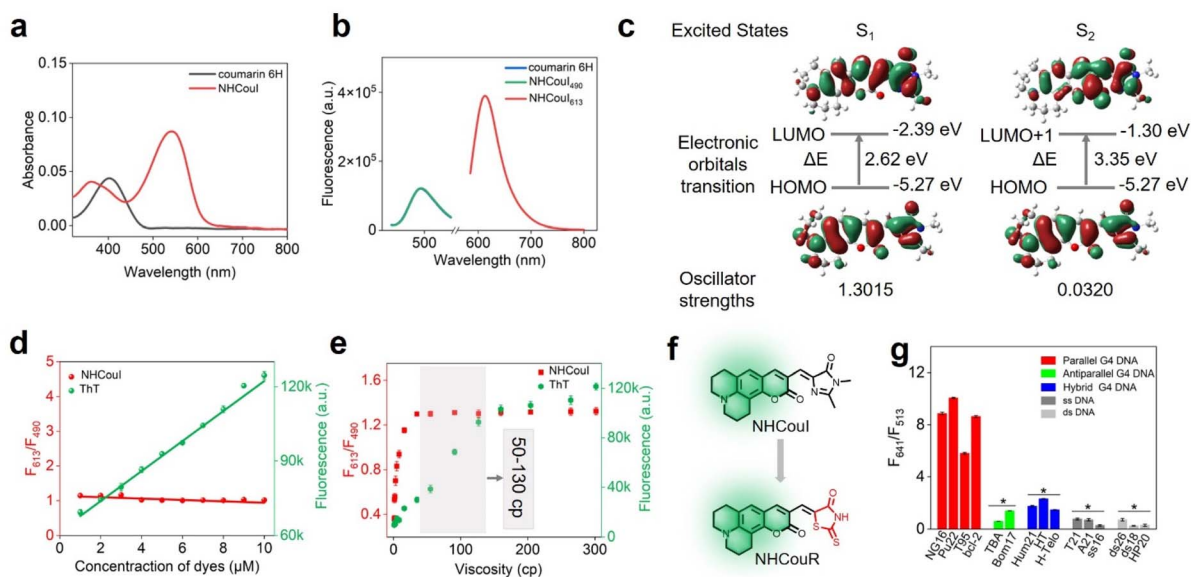 a
0.15
0.10
0.05
0.00
Absorbance
400
500
600
700
800
Wavelength (nm)
coumarin 6H
NHCouI
b
4×10⁵
2×10⁵
0
Fluorescence (a.u.)
500
600
700
800
Wavelength (nm)
coumarin 6H
NHCouI₄₉₀
NHCouI₆₁₃
c
Excited States
S₁
S₂
LUMO
-2.39 eV
LUMO+1
-1.30 eV
Electronic
orbitals
transition
ΔE
2.62 eV
ΔE
3.35 eV
HOMO
-5.27 eV
HOMO
-5.27 eV
Oscillator
strengths
1.3015
0.0320
d
5
4
3
2
1
0
F₆₁₃/F₄₉₀
NHCouI
ThT
120k
90k
60k
Fluorescence (a.u.)
0
2
4
6
8
10
Concentraction of dyes (μM)
e
1.6
1.2
0.8
0.4
F₆₁₃/F₄₉₀
NHCouI
ThT
50-130 cp
120k
80k
40k
0
Fluorescence (a.u.)
0
100
200
300
Viscosity (cp)
f
O
N
N
N
O
O
NHCouI
O
NH
S
S
N
O
O
NHCouR
g
12
8
4
0
F₆₄₁/F₅₁₃
Parallel G4 DNA
Antiparallel G4 DNA
Hybrid G4 DNA
ss DNA
ds DNA
*
*
*
*
NG16
Pu22
T95
bcl-2
TBA
Bom17
Hum21
HT
H-Telo
T21
A21
ss16
ds26
ds18
HP20